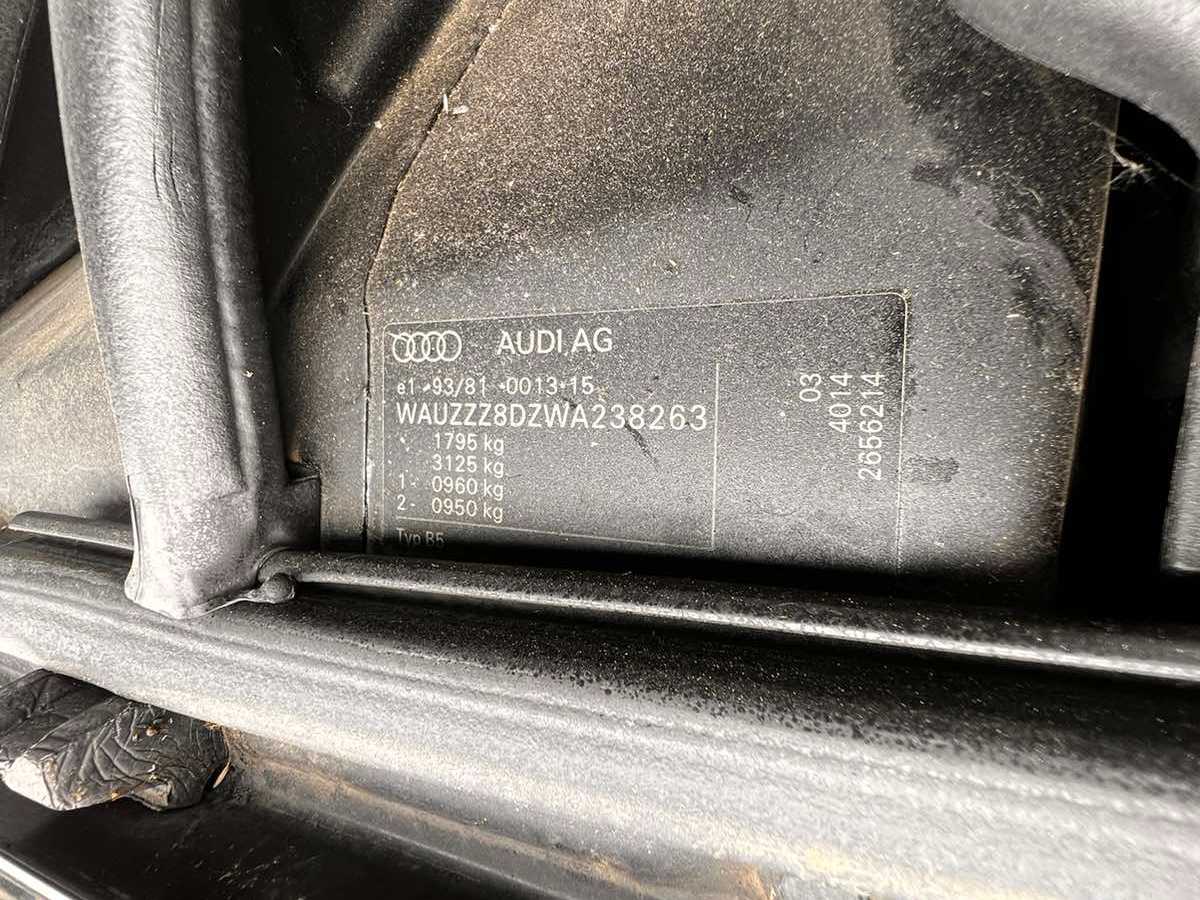 AUDI AG
e1*93/81*0013*15
WAUZZZ8DZWA238263
1795 kg
3125 kg
1- 0960 kg
2- 0950 kg
Typ B5
03
4014
2656214